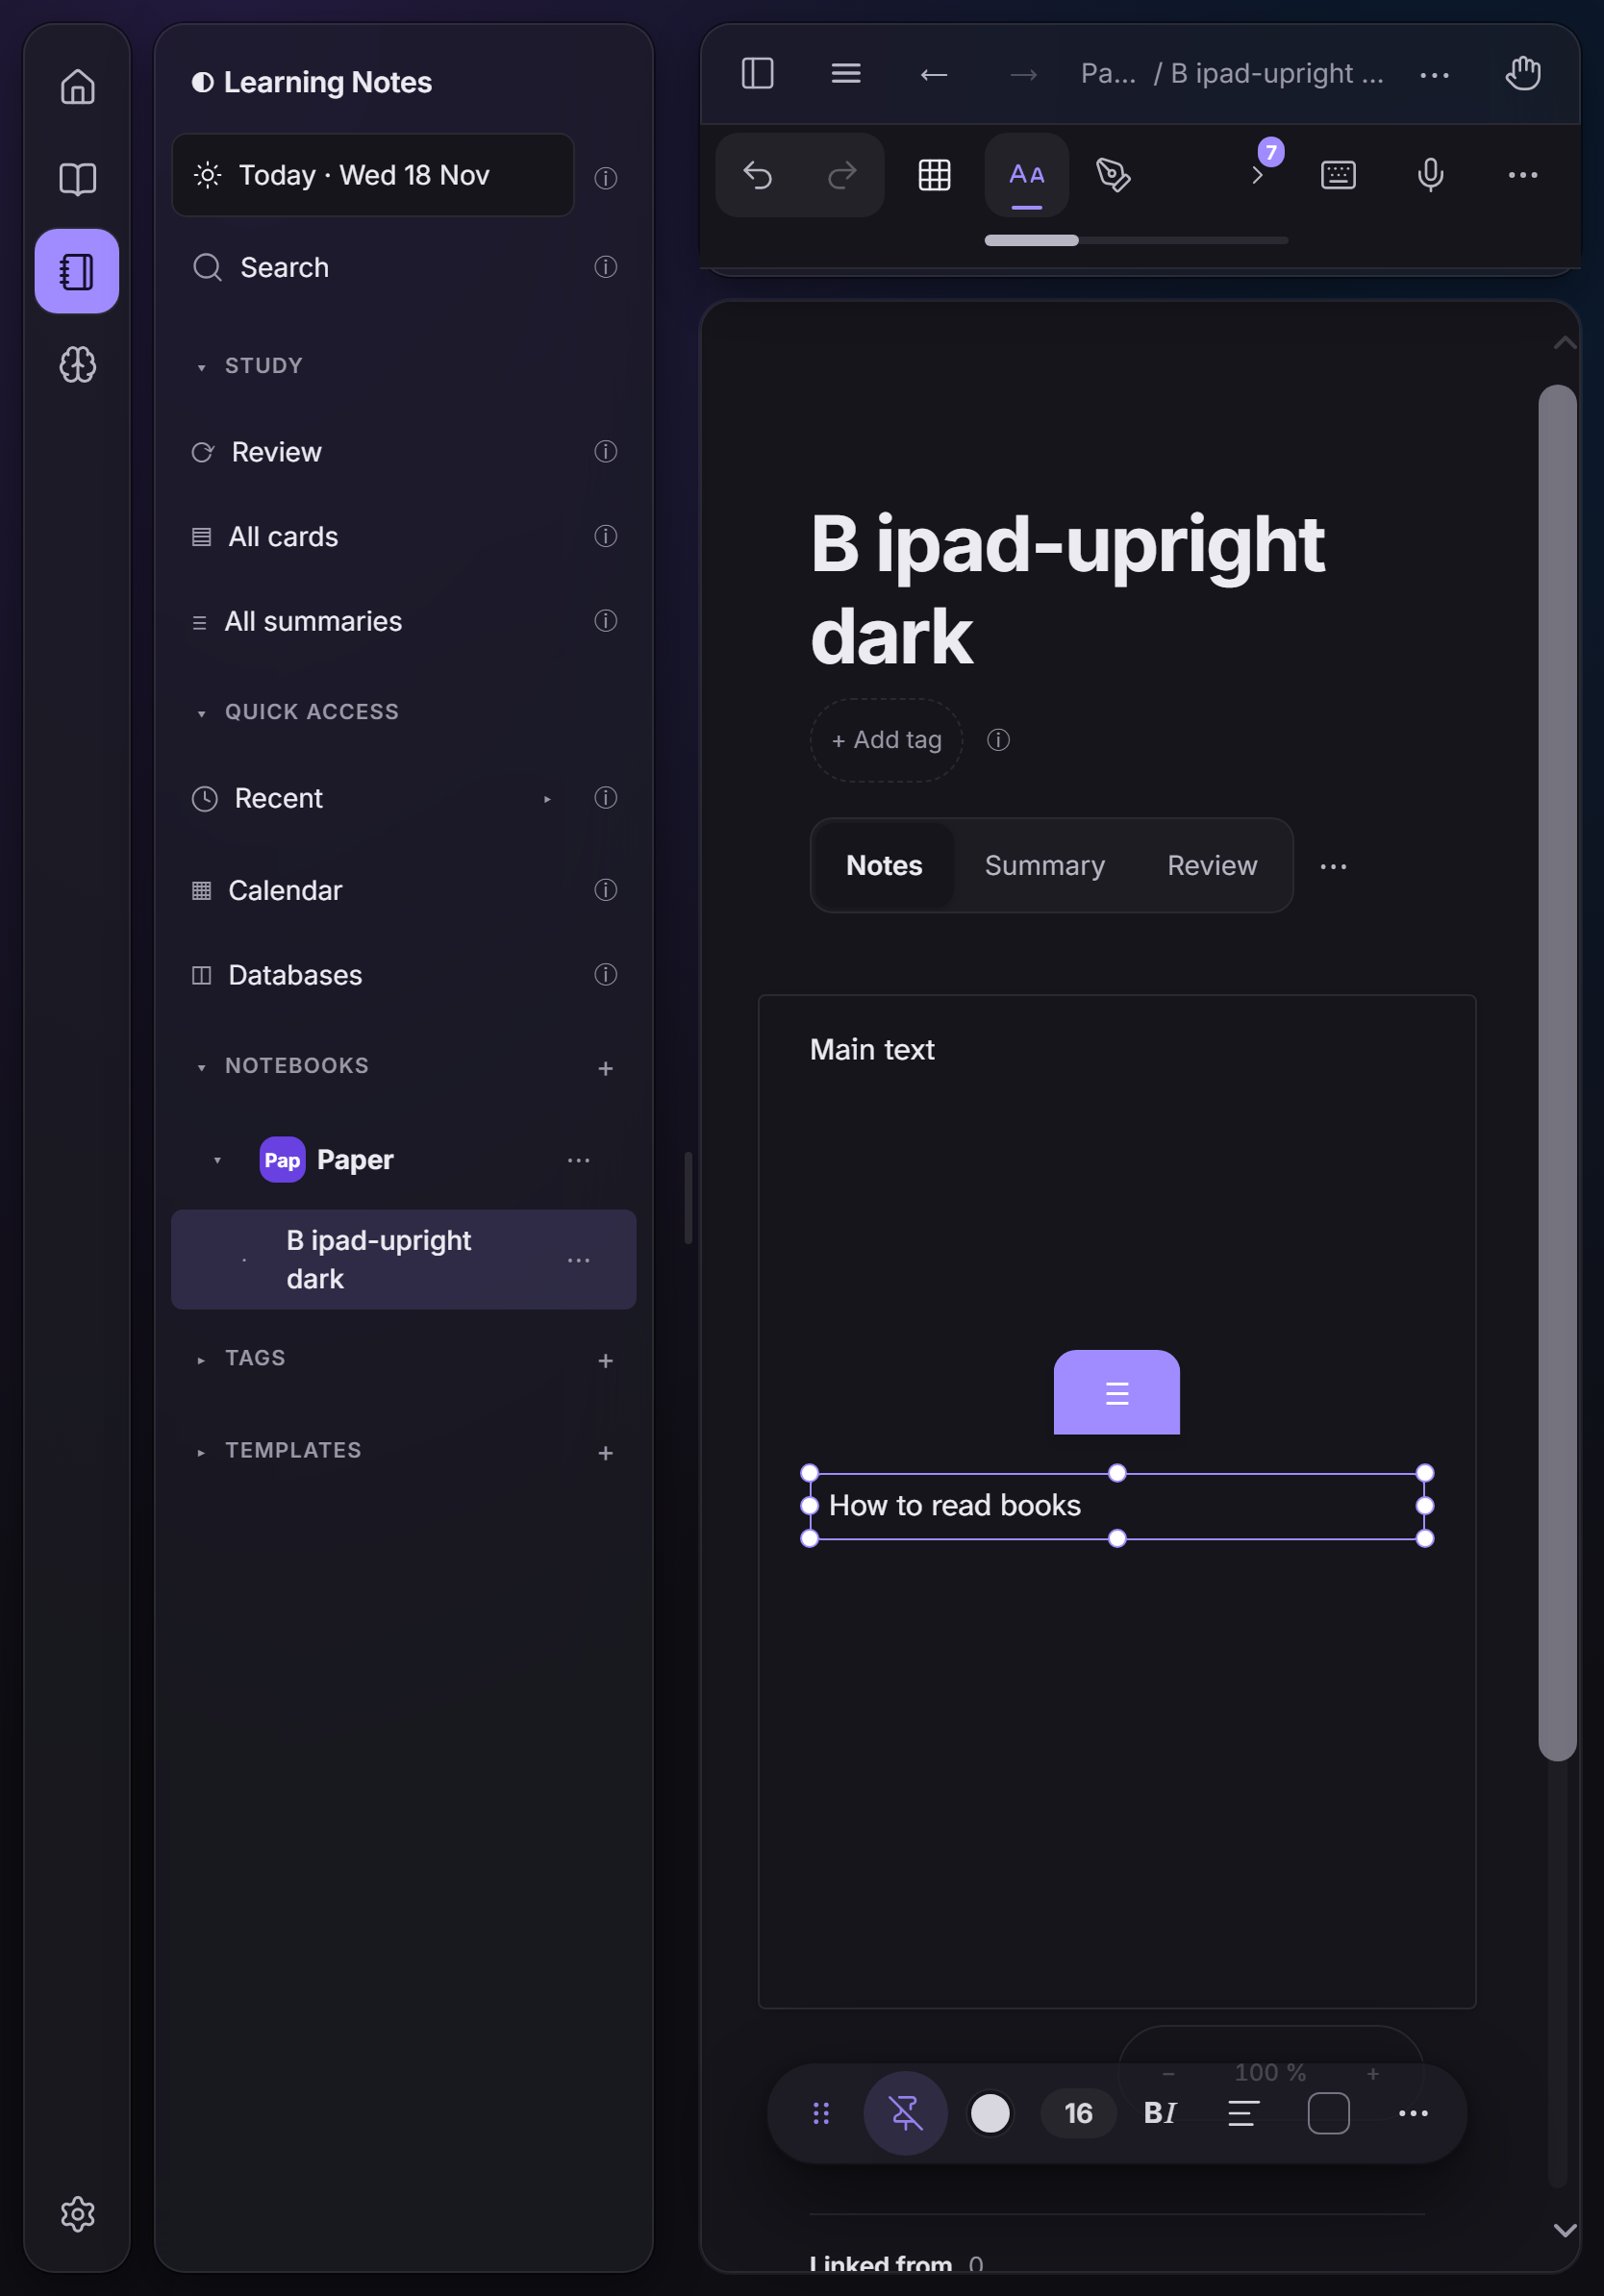 Learning Notes
Today · Wed 18 Nov
Search
STUDY
Review
All cards
All summaries
QUICK ACCESS
Recent
Calendar
Databases
NOTEBOOKS +
Pap Paper ...
B ipad-upright
dark
TAGS +
TEMPLATES +
Pa... / B ipad-upright ... ...
AA
7
B ipad-upright
dark
+ Add tag
Notes Summary Review ...
Main text
How to read books
− 100 % +
16 BI
Linked from 0